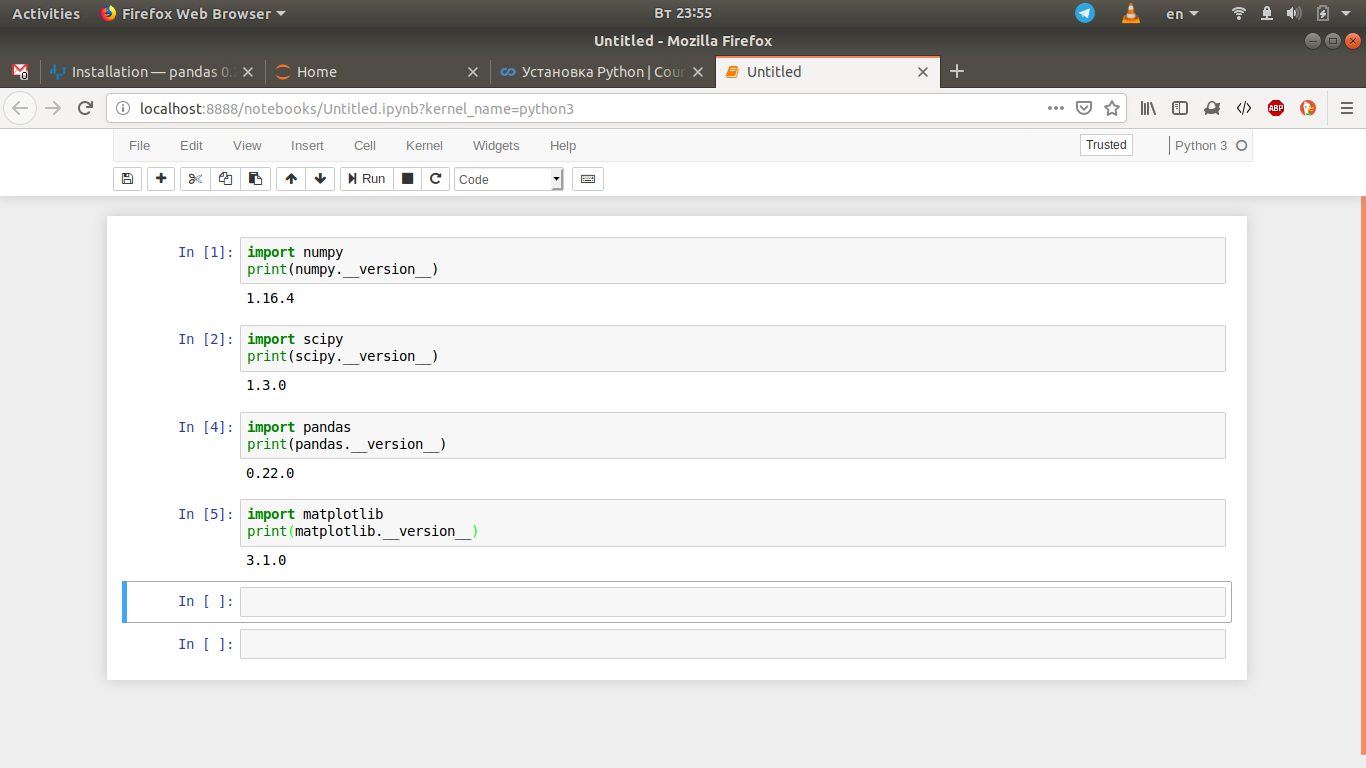 Activities Firefox Web Browser Вт 23:55 en
Untitled - Mozilla Firefox
0 Installation — pandas 0. Home Установка Python | Cour Untitled
localhost:8888/notebooks/Untitled.ipynb?kernel_name=python3 ABP
File Edit View Insert Cell Kernel Widgets Help Trusted Python 3
Run Code
In [1]: import numpy
print(numpy.__version__)
1.16.4
In [2]: import scipy
print(scipy.__version__)
1.3.0
In [4]: import pandas
print(pandas.__version__)
0.22.0
In [5]: import matplotlib
print(matplotlib.__version__)
3.1.0
In [ ]:
In [ ]: